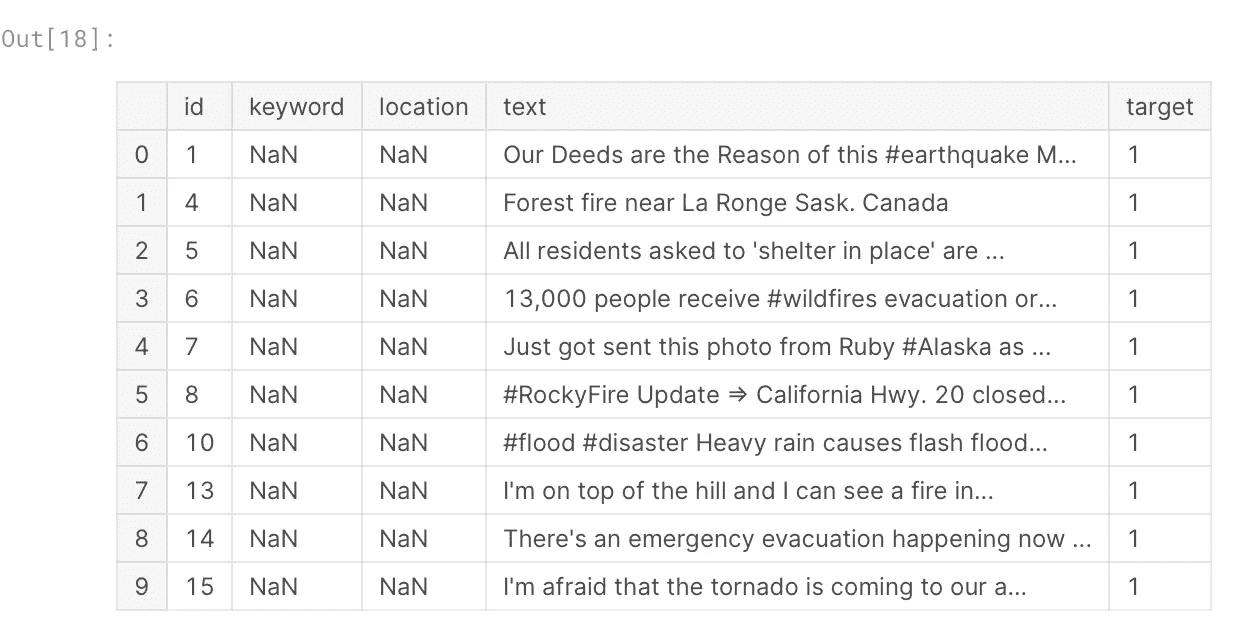 Out[18]:
id keyword location text target
0 1 NaN NaN Our Deeds are the Reason of this #earthquake M... 1
1 4 NaN NaN Forest fire near La Ronge Sask. Canada 1
2 5 NaN NaN All residents asked to 'shelter in place' are ... 1
3 6 NaN NaN 13,000 people receive #wildfires evacuation or... 1
4 7 NaN NaN Just got sent this photo from Ruby #Alaska as ... 1
5 8 NaN NaN #RockyFire Update => California Hwy. 20 closed... 1
6 10 NaN NaN #flood #disaster Heavy rain causes flash flood... 1
7 13 NaN NaN I'm on top of the hill and I can see a fire in... 1
8 14 NaN NaN There's an emergency evacuation happening now ... 1
9 15 NaN NaN I'm afraid that the tornado is coming to our a... 1